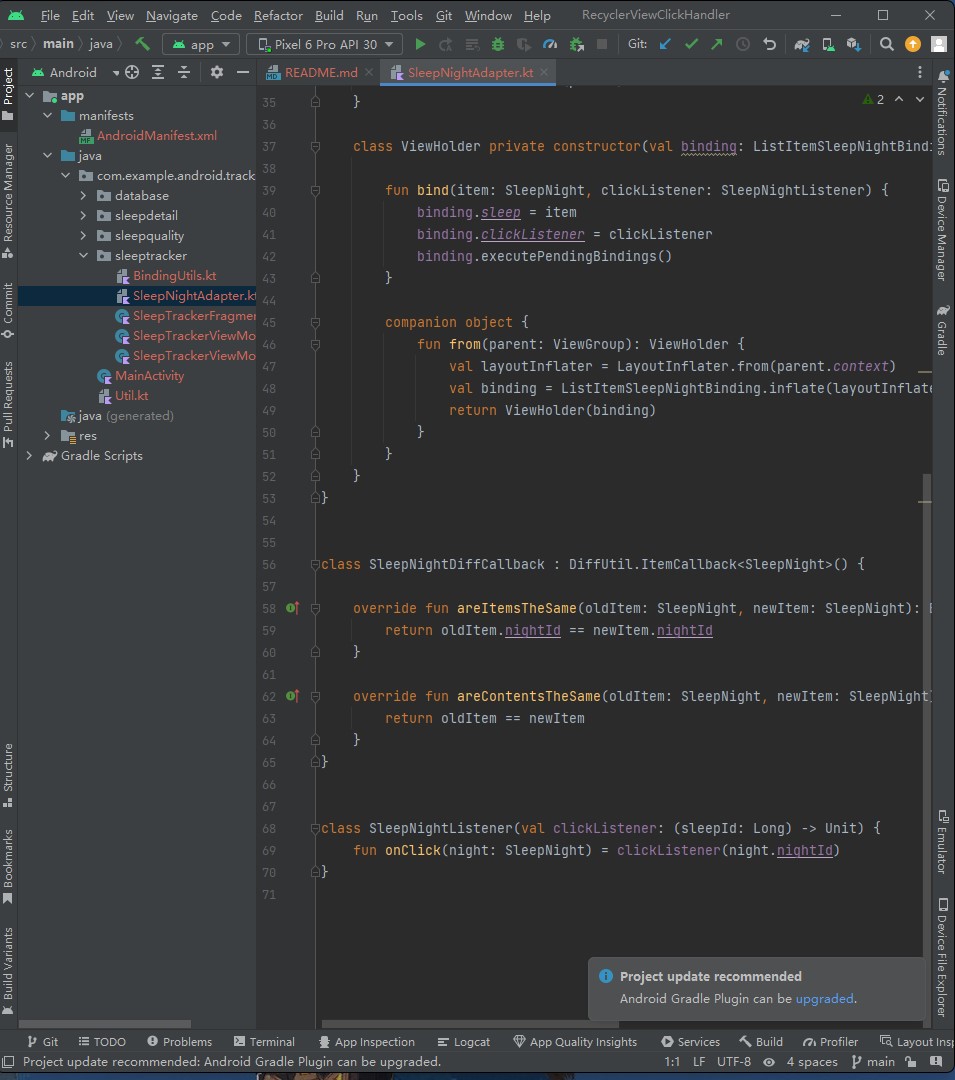 File Edit View Navigate Code Refactor Build Run Tools Git Window Help RecyclerViewClickHandler
src main java app Pixel 6 Pro API 30 Git:
Android README.md SleepNightAdapter.kt
2
Project
Resource Manager
Commit
Pull Requests
Structure
Bookmarks
Build Variants
app
manifests
AndroidManifest.xml
java
com.example.android.track
database
sleepdetail
sleepquality
sleeptracker
BindingUtils.kt
SleepNightAdapter.kt
SleepTrackerFragmer
SleepTrackerViewMo
SleepTrackerViewMo
MainActivity
Util.kt
java (generated)
res
Gradle Scripts
35 }
36
37 class ViewHolder private constructor(val binding: ListItemSleepNightBindi
38
39 fun bind(item: SleepNight, clickListener: SleepNightListener) {
40 binding.sleep = item
41 binding.clickListener = clickListener
42 binding.executePendingBindings()
43 }
44
45 companion object {
46 fun from(parent: ViewGroup): ViewHolder {
47 val layoutInflater = LayoutInflater.from(parent.context)
48 val binding = ListItemSleepNightBinding.inflate(layoutInflate
49 return ViewHolder(binding)
50 }
51 }
52 }
53 }
54
55
56 class SleepNightDiffCallback : DiffUtil.ItemCallback<SleepNight>() {
57
58 override fun areItemsTheSame(oldItem: SleepNight, newItem: SleepNight):
59 return oldItem.nightId == newItem.nightId
60 }
61
62 override fun areContentsTheSame(oldItem: SleepNight, newItem: SleepNight)
63 return oldItem == newItem
64 }
65 }
66
67
68 class SleepNightListener(val clickListener: (sleepId: Long) -> Unit) {
69 fun onClick(night: SleepNight) = clickListener(night.nightId)
70 }
71
Notifications
Device Manager
Gradle
Emulator
Device File Explorer
Project update recommended
Android Gradle Plugin can be upgraded.
Git TODO Problems Terminal App Inspection Logcat App Quality Insights Services Build Profiler Layout Insp
Project update recommended: Android Gradle Plugin can be upgraded. 1:1 LF UTF-8 4 spaces main